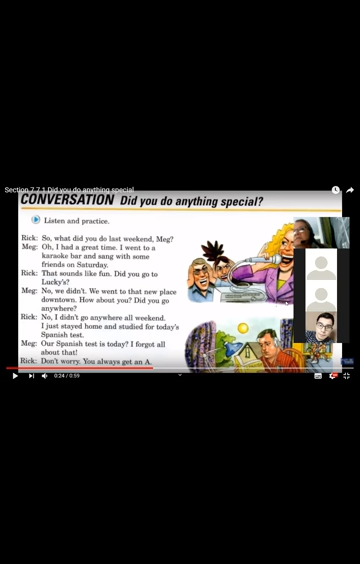 Section 7.7.1 Did you do anything special
CONVERSATION Did you do anything special?
Listen and practice.
Rick: So, what did you do last weekend, Meg?
Meg: Oh, I had a great time. I went to a
karaoke bar and sang with some
friends on Saturday.
Rick: That sounds like fun. Did you go to
Lucky's?
Meg: No, we didn't. We went to that new place
downtown. How about you? Did you go
anywhere?
Rick: No, I didn't go anywhere all weekend.
I just stayed home and studied for today's
Spanish test.
Meg: Our Spanish test is today? I forgot all
about that!
Rick: Don't worry. You always get an A.
0:24 / 0:59